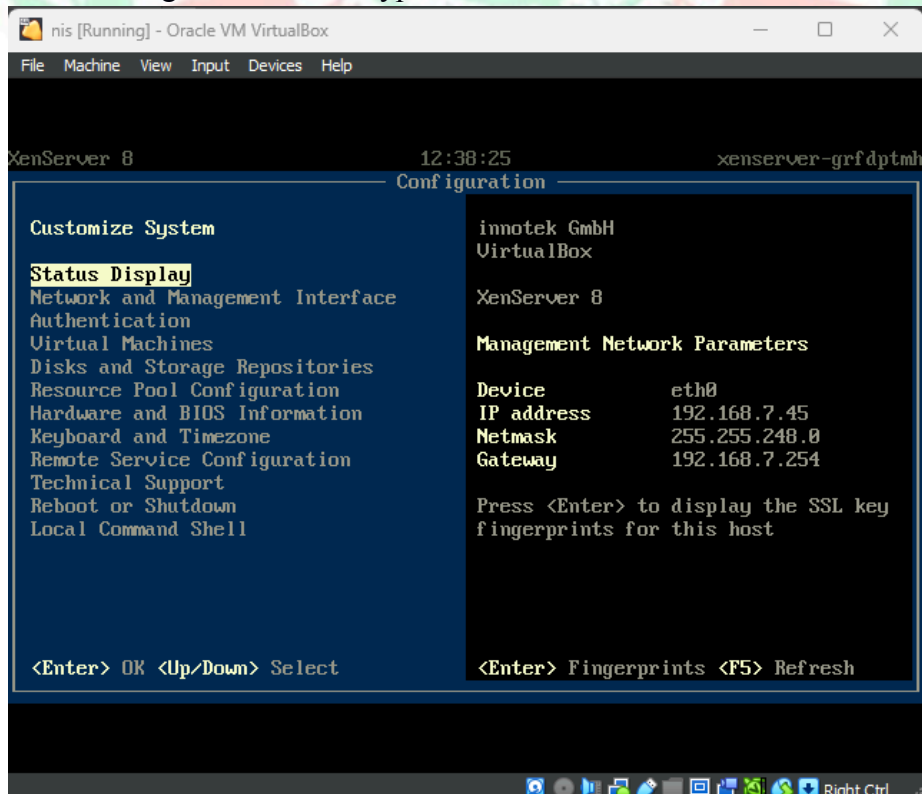 nis [Running] - Oracle VM VirtualBox
File Machine View Input Devices Help
XenServer 8 12:38:25 xenserver-grfdptmh
Configuration
Customize System
Status Display
Network and Management Interface
Authentication
Virtual Machines
Disks and Storage Repositories
Resource Pool Configuration
Hardware and BIOS Information
Keyboard and Timezone
Remote Service Configuration
Technical Support
Reboot or Shutdown
Local Command Shell
<Enter> OK <Up/Down> Select
innotek GmbH
VirtualBox
XenServer 8
Management Network Parameters
Device eth0
IP address 192.168.7.45
Netmask 255.255.248.0
Gateway 192.168.7.254
Press <Enter> to display the SSL key
fingerprints for this host
<Enter> Fingerprints <F5> Refresh
Right Ctrl